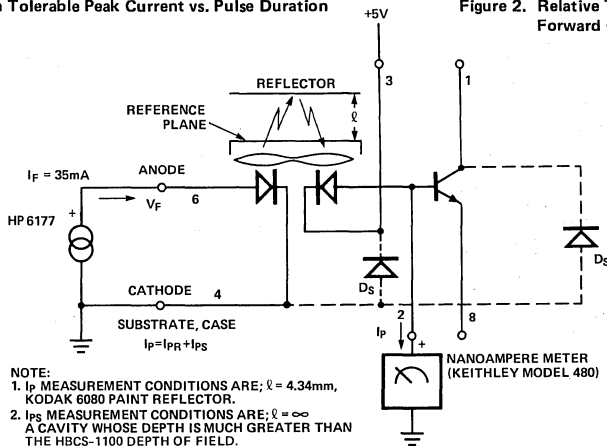 Tolerable Peak Current vs. Pulse Duration
Figure 2. Relative
Forward
+5V
3
1
REFLECTOR
REFERENCE
PLANE
ℓ
IF = 35mA
ANODE
VF
6
HP 6177
+
DS
DS
CATHODE
4
SUBSTRATE, CASE
IP=IPR+IPS
2
IP
+
8
NANOAMPERE METER
(KEITHLEY MODEL 480)
NOTE:
1. IP MEASUREMENT CONDITIONS ARE; ℓ = 4.34mm,
KODAK 6080 PAINT REFLECTOR.
2. IPS MEASUREMENT CONDITIONS ARE; ℓ = ∞
A CAVITY WHOSE DEPTH IS MUCH GREATER THAN
THE HBCS-1100 DEPTH OF FIELD.